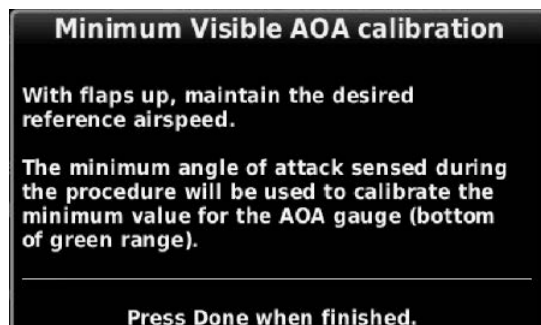 Minimum Visible AOA calibration
With flaps up, maintain the desired
reference airspeed.
The minimum angle of attack sensed during
the procedure will be used to calibrate the
minimum value for the AOA gauge (bottom
of green range).
Press Done when finished.